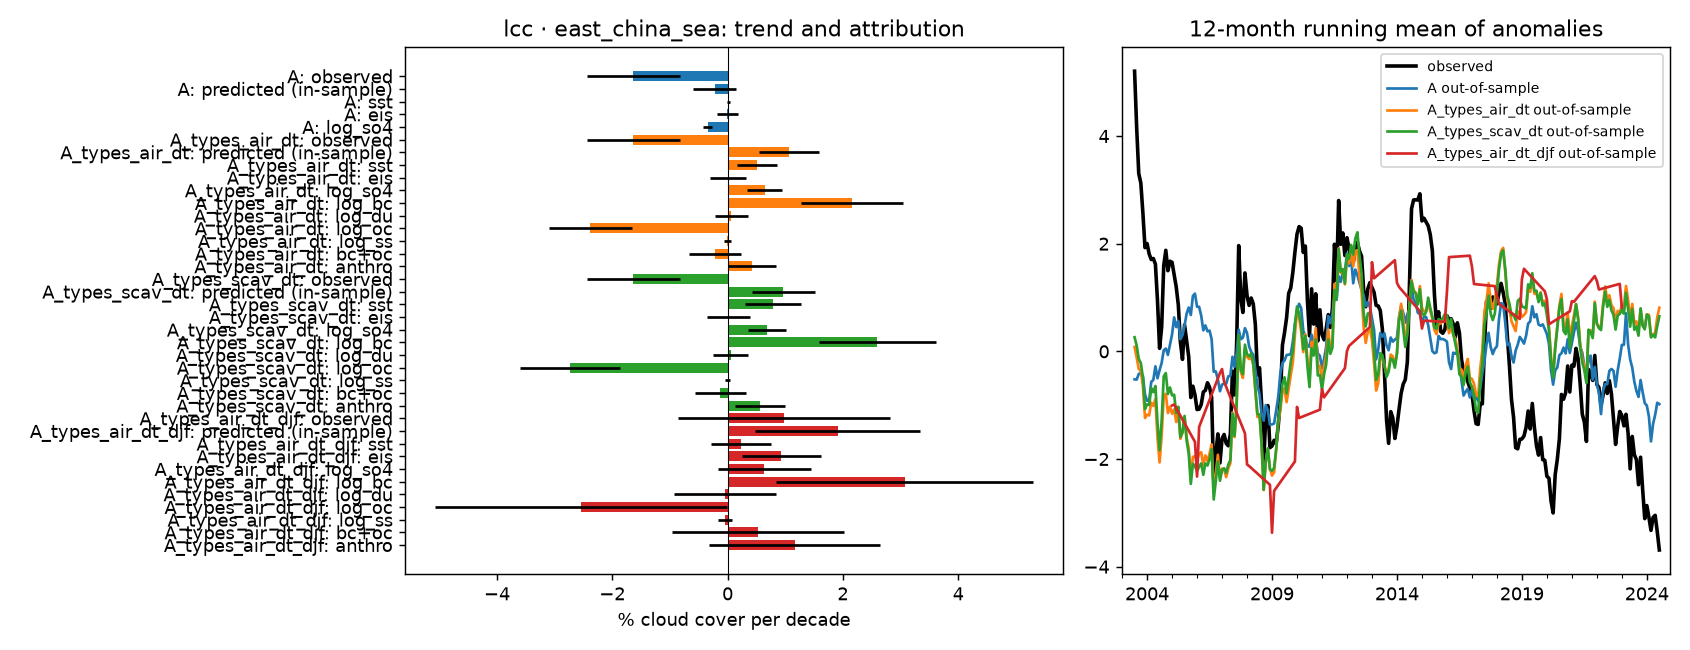 lcc · east_china_sea: trend and attribution
A: observed
A: predicted (in-sample)
A: sst
A: eis
A: log_so4
A_types_air_dt: observed
A_types_air_dt: predicted (in-sample)
A_types_air_dt: sst
A_types_air_dt: eis
A_types_air_dt: log_so4
A_types_air_dt: log_bc
A_types_air_dt: log_du
A_types_air_dt: log_oc
A_types_air_dt: log_ss
A_types_air_dt: bc+oc
A_types_air_dt: anthro
A_types_scav_dt: observed
A_types_scav_dt: predicted (in-sample)
A_types_scav_dt: sst
A_types_scav_dt: eis
A_types_scav_dt: log_so4
A_types_scav_dt: log_bc
A_types_scav_dt: log_du
A_types_scav_dt: log_oc
A_types_scav_dt: log_ss
A_types_scav_dt: bc+oc
A_types_scav_dt: anthro
A_types_air_dt_djf: observed
A_types_air_dt_djf: predicted (in-sample)
A_types_air_dt_djf: sst
A_types_air_dt_djf: eis
A_types_air_dt_djf: log_so4
A_types_air_dt_djf: log_bc
A_types_air_dt_djf: log_du
A_types_air_dt_djf: log_oc
A_types_air_dt_djf: log_ss
A_types_air_dt_djf: bc+oc
A_types_air_dt_djf: anthro
−4 −2 0 2 4
% cloud cover per decade
12-month running mean of anomalies
observed
A out-of-sample
A_types_air_dt out-of-sample
A_types_scav_dt out-of-sample
A_types_air_dt_djf out-of-sample
4
2
0
−2
−4
2004 2009 2014 2019 2024